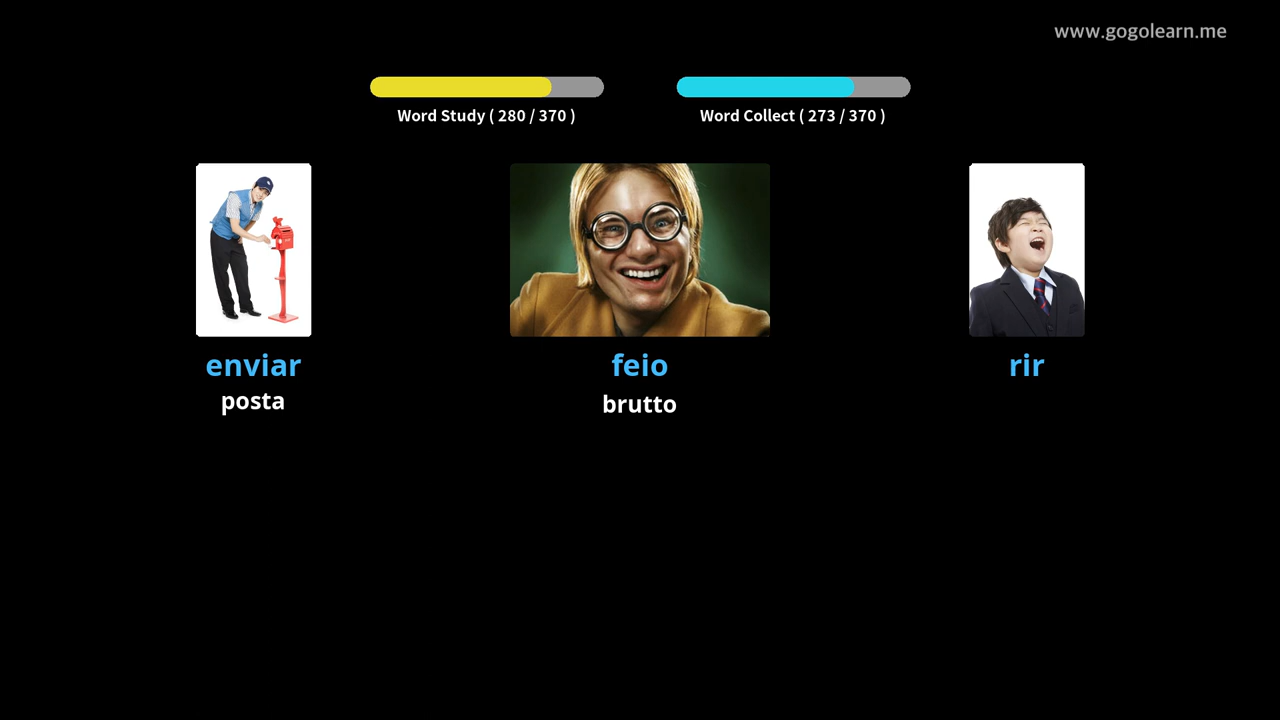 www.gogolearn.me
Word Study ( 280 / 370 )
Word Collect ( 273 / 370 )
enviar
feio
rir
posta
brutto